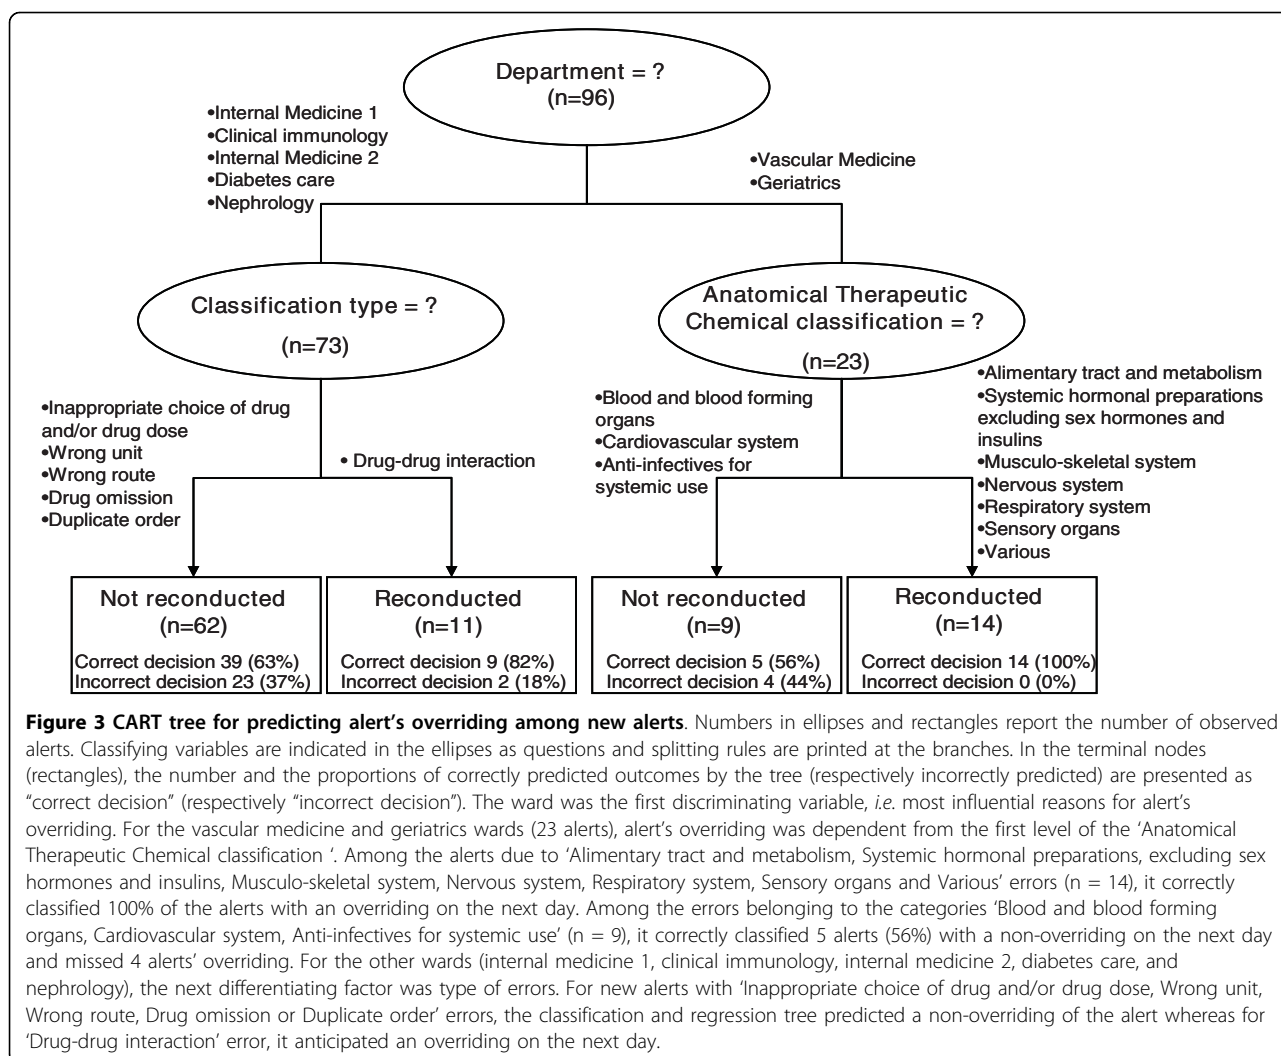 Department = ?
(n=96)
•Internal Medicine 1
•Clinical immunology
•Internal Medicine 2
•Diabetes care
•Nephrology
•Vascular Medicine
•Geriatrics
Classification type = ?
(n=73)
Anatomical Therapeutic
Chemical classification = ?
(n=23)
•Inappropriate choice of drug
and/or drug dose
•Wrong unit
•Wrong route
•Drug omission
•Duplicate order
• Drug-drug interaction
•Blood and blood forming
organs
•Cardiovascular system
•Anti-infectives for
systemic use
•Alimentary tract and metabolism
•Systemic hormonal preparations
excluding sex hormones and
insulins
•Musculo-skeletal system
•Nervous system
•Respiratory system
•Sensory organs
•Various
Not reconducted
(n=62)
Correct decision 39 (63%)
Incorrect decision 23 (37%)
Reconducted
(n=11)
Correct decision 9 (82%)
Incorrect decision 2 (18%)
Not reconducted
(n=9)
Correct decision 5 (56%)
Incorrect decision 4 (44%)
Reconducted
(n=14)
Correct decision 14 (100%)
Incorrect decision 0 (0%)
Figure 3 CART tree for predicting alert’s overriding among new alerts. Numbers in ellipses and rectangles report the number of observed
alerts. Classifying variables are indicated in the ellipses as questions and splitting rules are printed at the branches. In the terminal nodes
(rectangles), the number and the proportions of correctly predicted outcomes by the tree (respectively incorrectly predicted) are presented as
“correct decision” (respectively “incorrect decision”). The ward was the first discriminating variable, i.e. most influential reasons for alert’s
overriding. For the vascular medicine and geriatrics wards (23 alerts), alert’s overriding was dependent from the first level of the ‘Anatomical
Therapeutic Chemical classification ‘. Among the alerts due to ‘Alimentary tract and metabolism, Systemic hormonal preparations, excluding sex
hormones and insulins, Musculo-skeletal system, Nervous system, Respiratory system, Sensory organs and Various’ errors (n = 14), it correctly
classified 100% of the alerts with an overriding on the next day. Among the errors belonging to the categories ‘Blood and blood forming
organs, Cardiovascular system, Anti-infectives for systemic use’ (n = 9), it correctly classified 5 alerts (56%) with a non-overriding on the next day
and missed 4 alerts’ overriding. For the other wards (internal medicine 1, clinical immunology, internal medicine 2, diabetes care, and
nephrology), the next differentiating factor was type of errors. For new alerts with ‘Inappropriate choice of drug and/or drug dose, Wrong unit,
Wrong route, Drug omission or Duplicate order’ errors, the classification and regression tree predicted a non-overriding of the alert whereas for
‘Drug-drug interaction’ error, it anticipated an overriding on the next day.